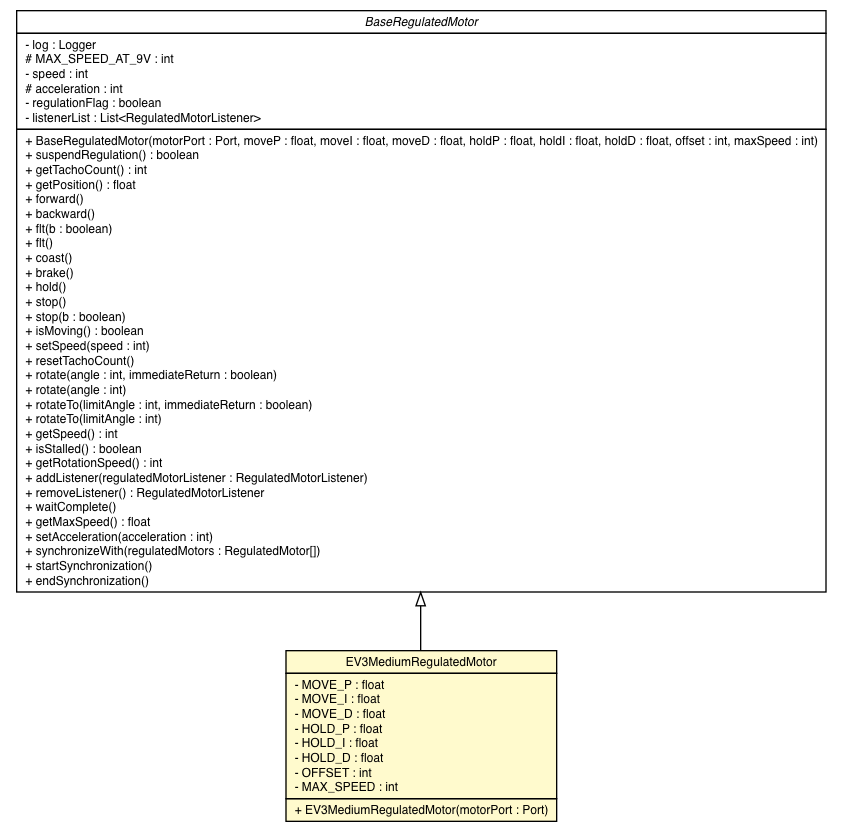 BaseRegulatedMotor
- log : Logger
# MAX_SPEED_AT_9V : int
- speed : int
# acceleration : int
- regulationFlag : boolean
- listenerList : List<RegulatedMotorListener>
+ BaseRegulatedMotor(motorPort : Port, moveP : float, moveI : float, moveD : float, holdP : float, holdI : float, holdD : float, offset : int, maxSpeed : int)
+ suspendRegulation() : boolean
+ getTachoCount() : int
+ getPosition() : float
+ forward()
+ backward()
+ flt(b : boolean)
+ flt()
+ coast()
+ brake()
+ hold()
+ stop()
+ stop(b : boolean)
+ isMoving() : boolean
+ setSpeed(speed : int)
+ resetTachoCount()
+ rotate(angle : int, immediateReturn : boolean)
+ rotate(angle : int)
+ rotateTo(limitAngle : int, immediateReturn : boolean)
+ rotateTo(limitAngle : int)
+ getSpeed() : int
+ isStalled() : boolean
+ getRotationSpeed() : int
+ addListener(regulatedMotorListener : RegulatedMotorListener)
+ removeListener() : RegulatedMotorListener
+ waitComplete()
+ getMaxSpeed() : float
+ setAcceleration(acceleration : int)
+ synchronizeWith(regulatedMotors : RegulatedMotor[])
+ startSynchronization()
+ endSynchronization()
EV3MediumRegulatedMotor
- MOVE_P : float
- MOVE_I : float
- MOVE_D : float
- HOLD_P : float
- HOLD_I : float
- HOLD_D : float
- OFFSET : int
- MAX_SPEED : int
+ EV3MediumRegulatedMotor(motorPort : Port)